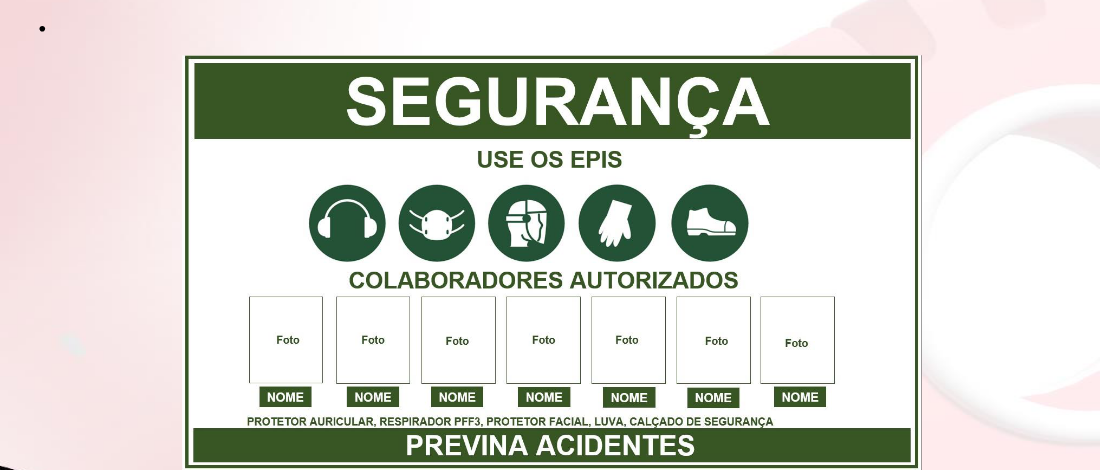 SEGURANÇA
USE OS EPIS
COLABORADORES AUTORIZADOS
Foto Foto Foto Foto Foto Foto Foto
NOME NOME NOME NOME NOME NOME NOME
PROTETOR AURICULAR, RESPIRADOR PFF3, PROTETOR FACIAL, LUVA, CALÇADO DE SEGURANÇA
PREVINA ACIDENTES